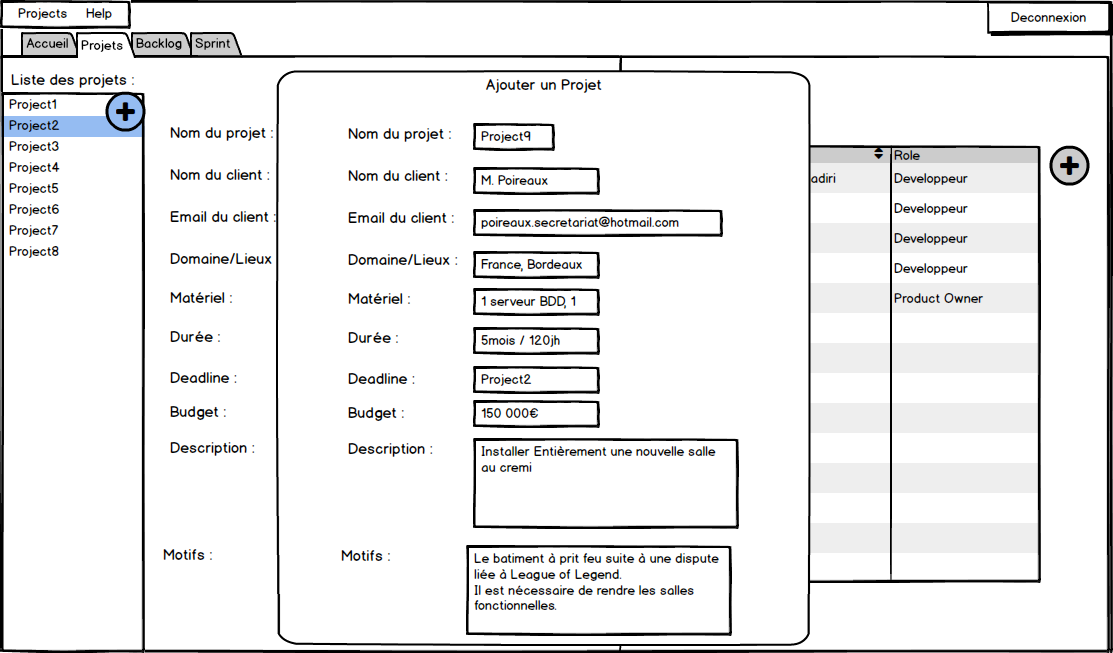 Projects Help
Deconnexion
Accueil Projets Backlog Sprint
Liste des projets :
Project1
Project2
Project3
Project4
Project5
Project6
Project7
Project8
Nom du projet :
Nom du client :
Email du client :
Domaine/Lieux
Matériel :
Durée :
Deadline :
Budget :
Description :
Motifs :
Ajouter un Projet
Nom du projet : Project9
Nom du client : M. Poireaux
Email du client : poireaux.secretariat@hotmail.com
Domaine/Lieux : France, Bordeaux
Matériel : 1 serveur BDD, 1
Durée : 5mois / 120jh
Deadline : Project2
Budget : 150 000€
Description : Installer Entièrement une nouvelle salle
au cremi
Motifs : Le batiment à prit feu suite à une dispute
liée à League of Legend.
Il est nécessaire de rendre les salles
fonctionnelles.
Role
adiri Developpeur
Developpeur
Developpeur
Developpeur
Product Owner